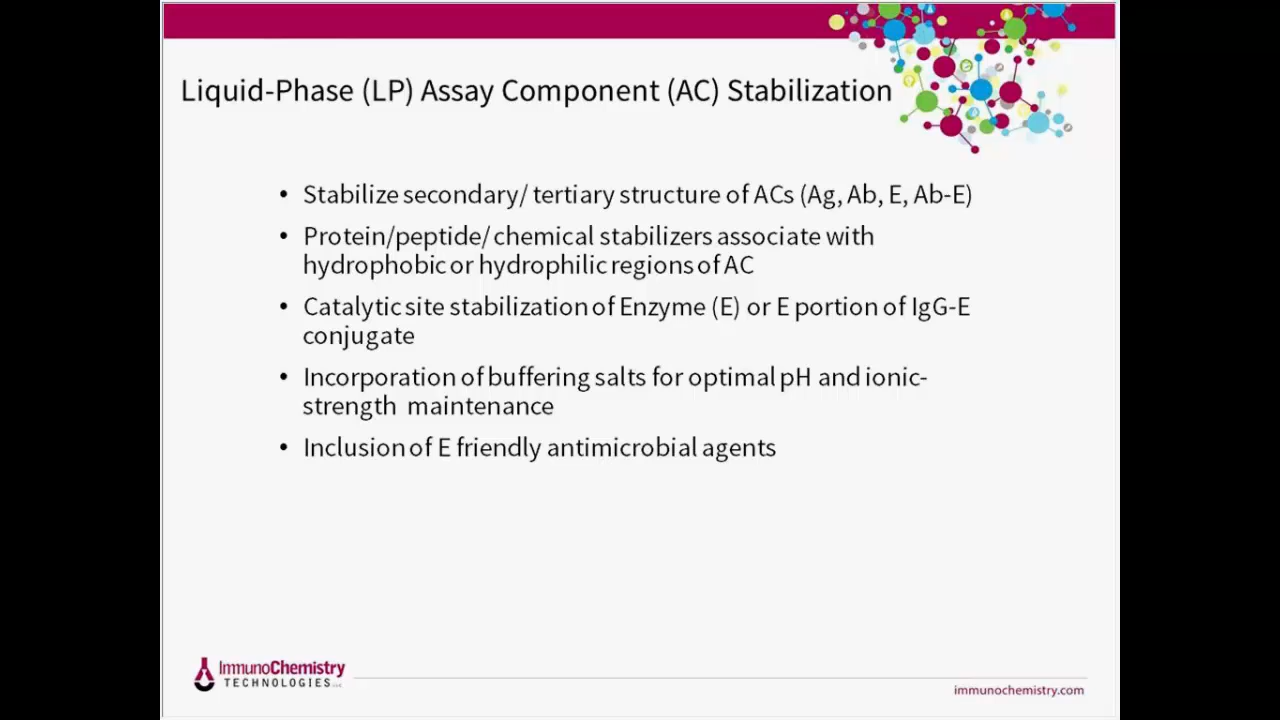 Liquid-Phase (LP) Assay Component (AC) Stabilization
• Stabilize secondary/ tertiary structure of ACs (Ag, Ab, E, Ab-E)
• Protein/peptide/ chemical stabilizers associate with
hydrophobic or hydrophilic regions of AC
• Catalytic site stabilization of Enzyme (E) or E portion of IgG-E
conjugate
• Incorporation of buffering salts for optimal pH and ionic-
strength maintenance
• Inclusion of E friendly antimicrobial agents
ImmunoChemistry
TECHNOLOGIES
immunochemistry.com